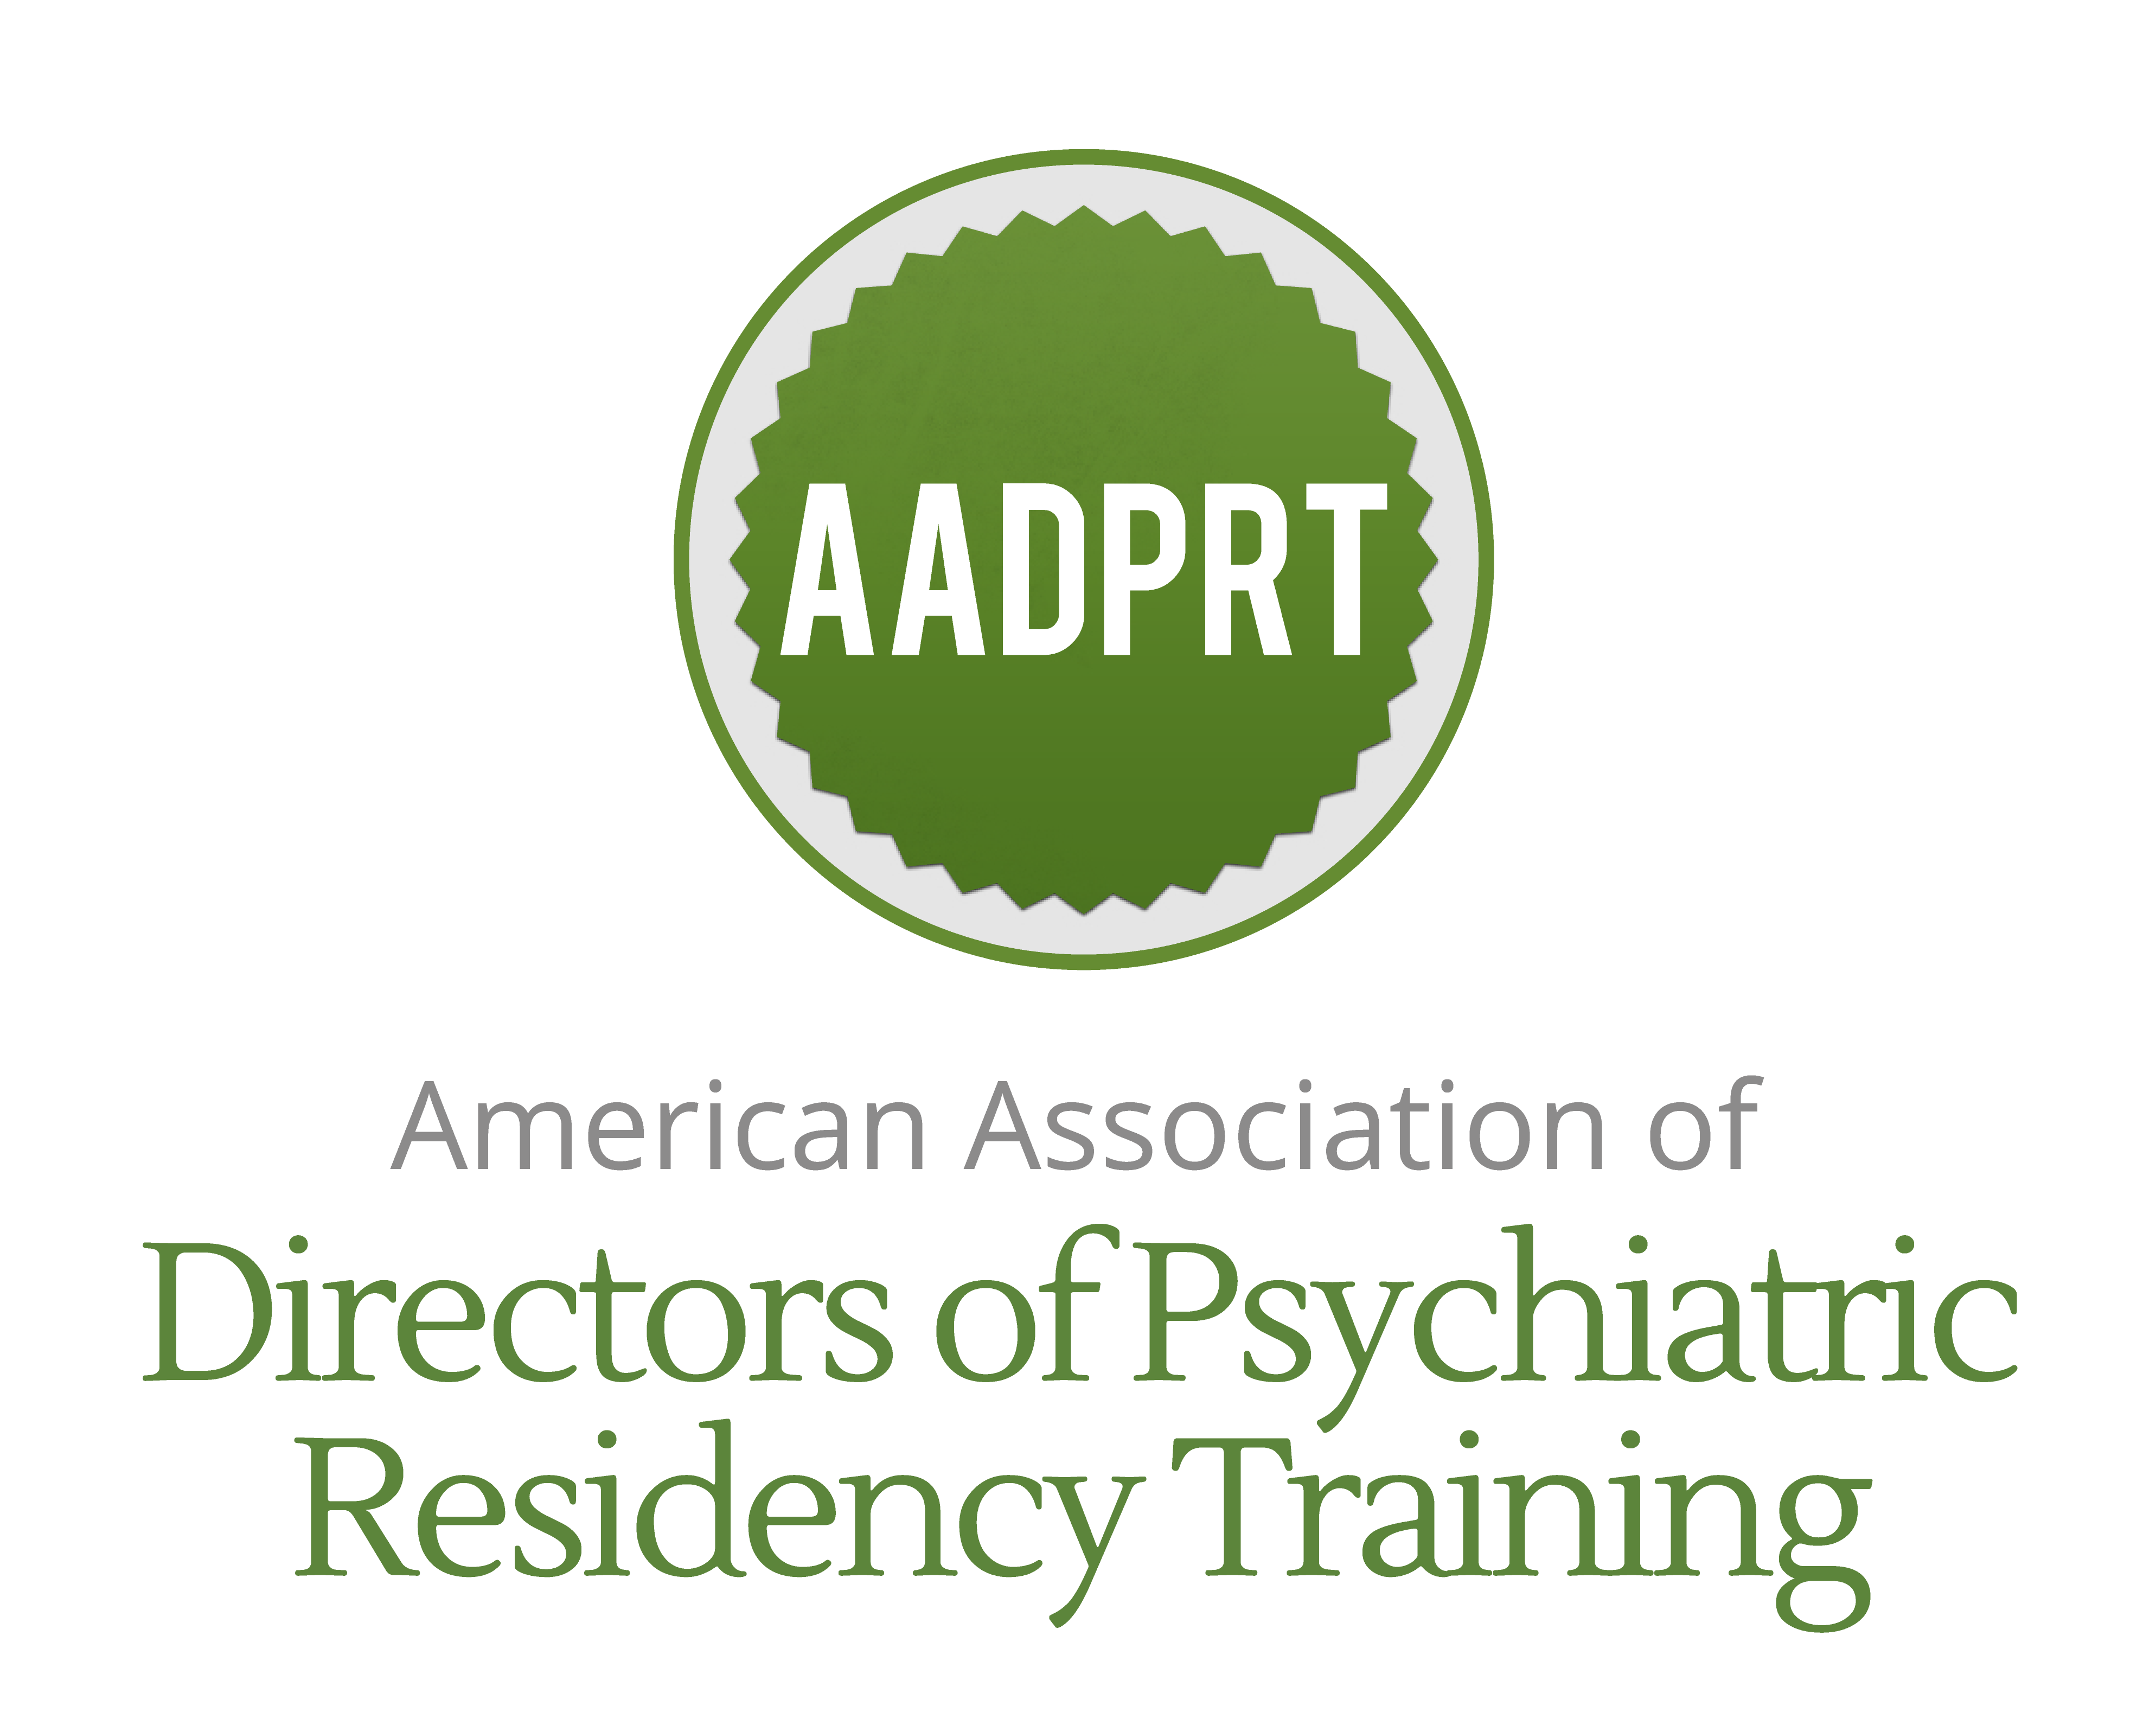 AADPRT
American Association of
Directors of Psychiatric
Residency Training